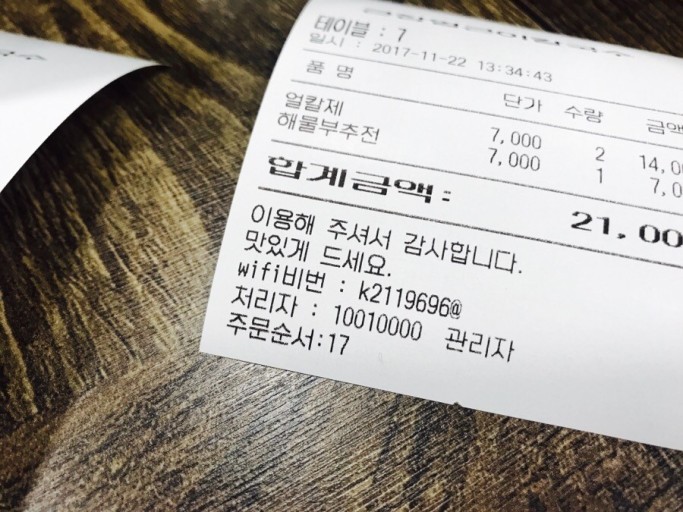 테이블 : 7
일시 : 2017-11-22 13:34:43
품 명 단가 수량 금액
얼칼제 7,000 2 14,0
해물부추전 7,000 1 7,0
합계금액: 21,00
이용해 주셔서 감사합니다.
맛있게 드세요.
wifi비번 : k2119696@
처리자 : 10010000 관리자
주문순서:17